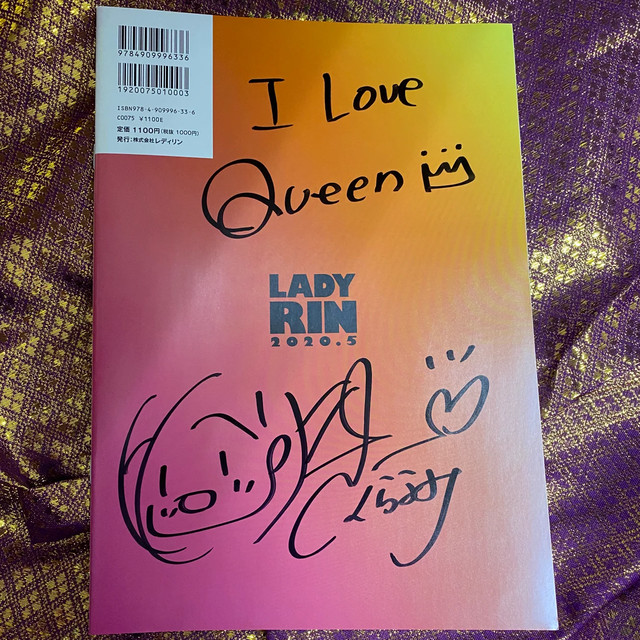 9784909996336
1920075010003
ISBN978-4-909996-33-6
C0075 ¥1100E
定価 1100円(税抜 1000円)
発行:株式会社レディリン
I Love
Queen
LADY
RIN
2020.5